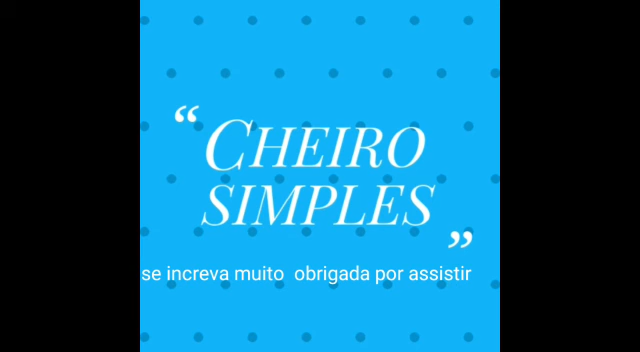 “CHEIRO
SIMPLES”
se increva muito  obrigada por assistir